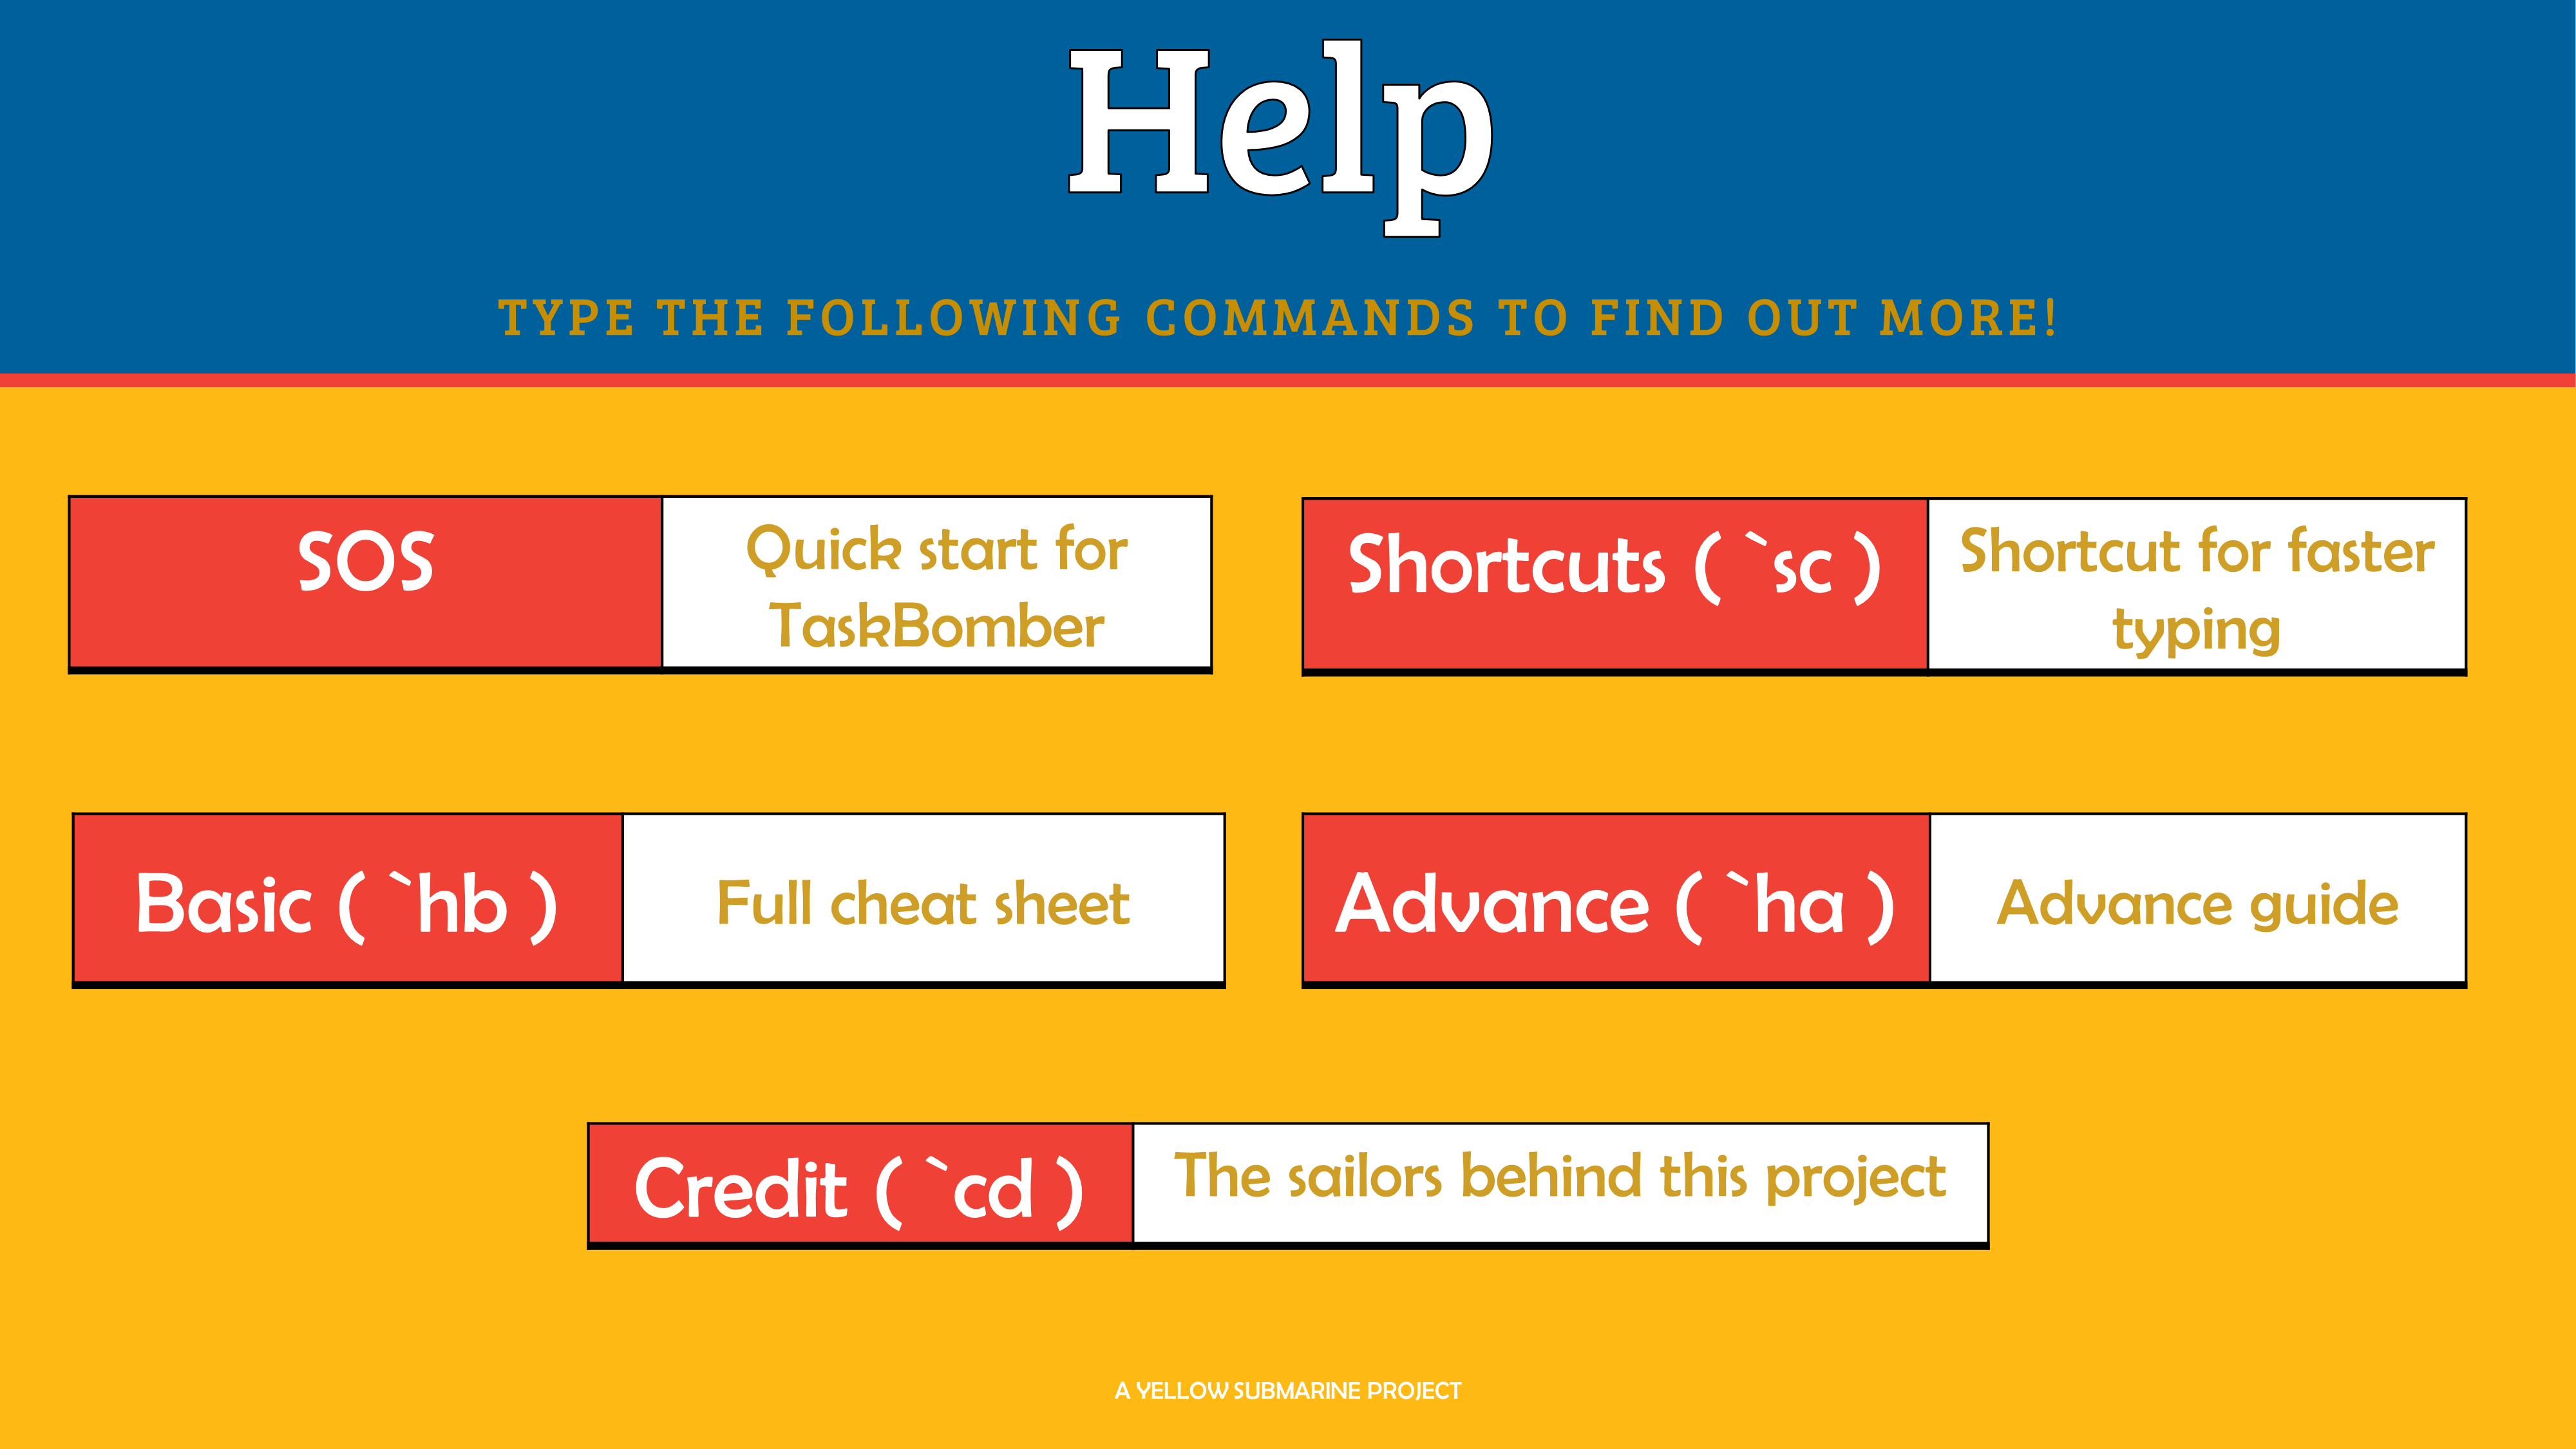 Help
TYPE THE FOLLOWING COMMANDS TO FIND OUT MORE!
SOS
Quick start for
TaskBomber
Shortcuts ( `sc )
Shortcut for faster
typing
Basic ( `hb )
Full cheat sheet
Advance ( `ha )
Advance guide
Credit ( `cd )
The sailors behind this project
A YELLOW SUBMARINE PROJECT